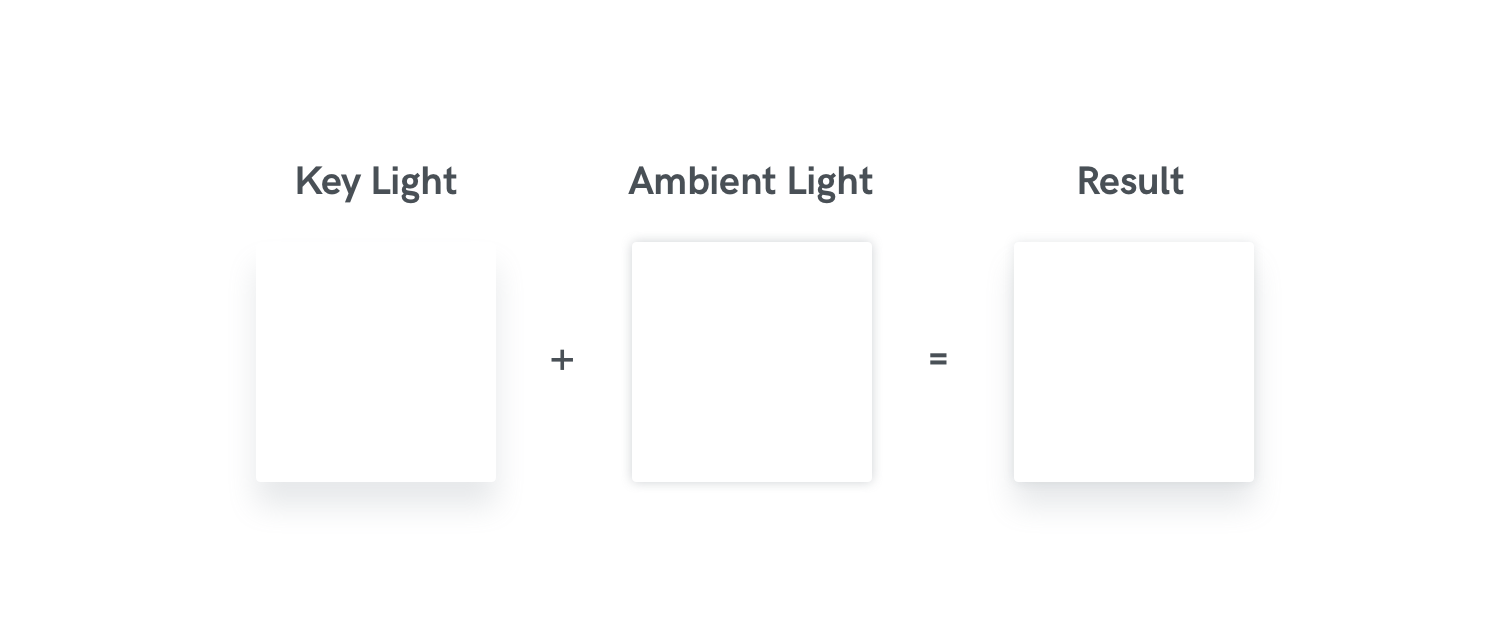 Key Light
Ambient Light
Result
+
=